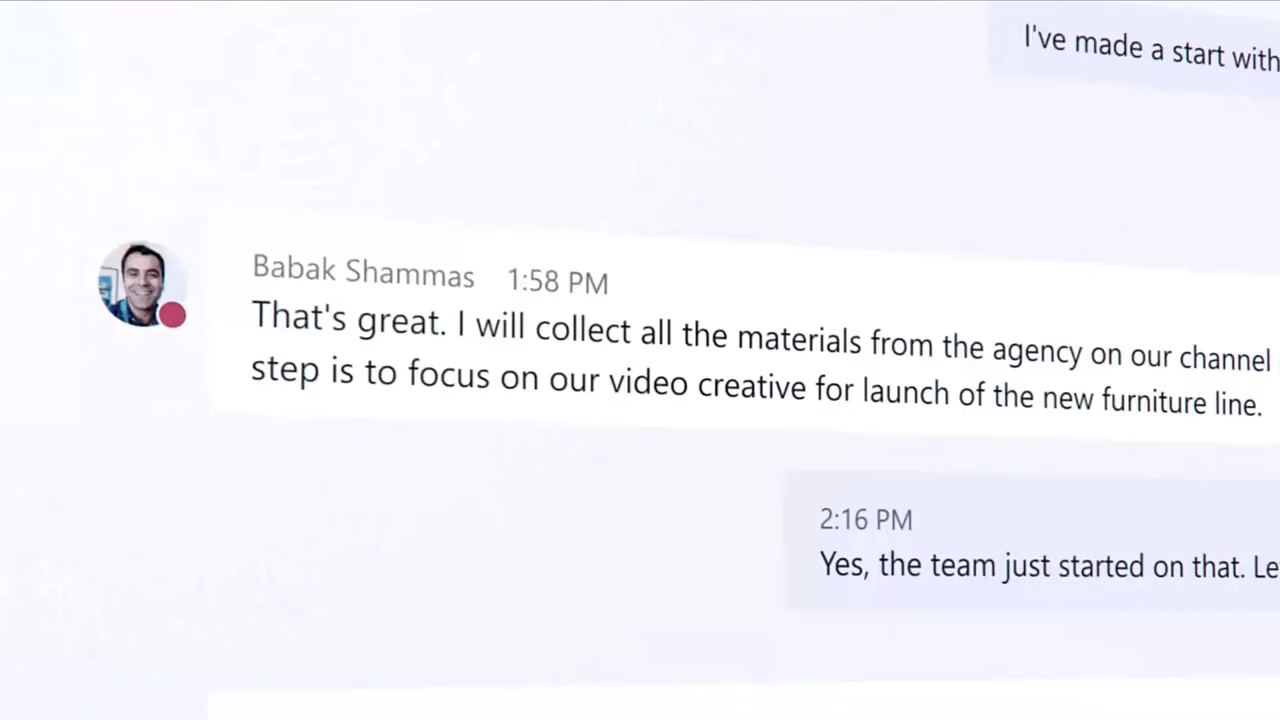 I've made a start with
Babak Shammas 1:58 PM
That's great. I will collect all the materials from the agency on our channel
step is to focus on our video creative for launch of the new furniture line.
2:16 PM
Yes, the team just started on that. Le